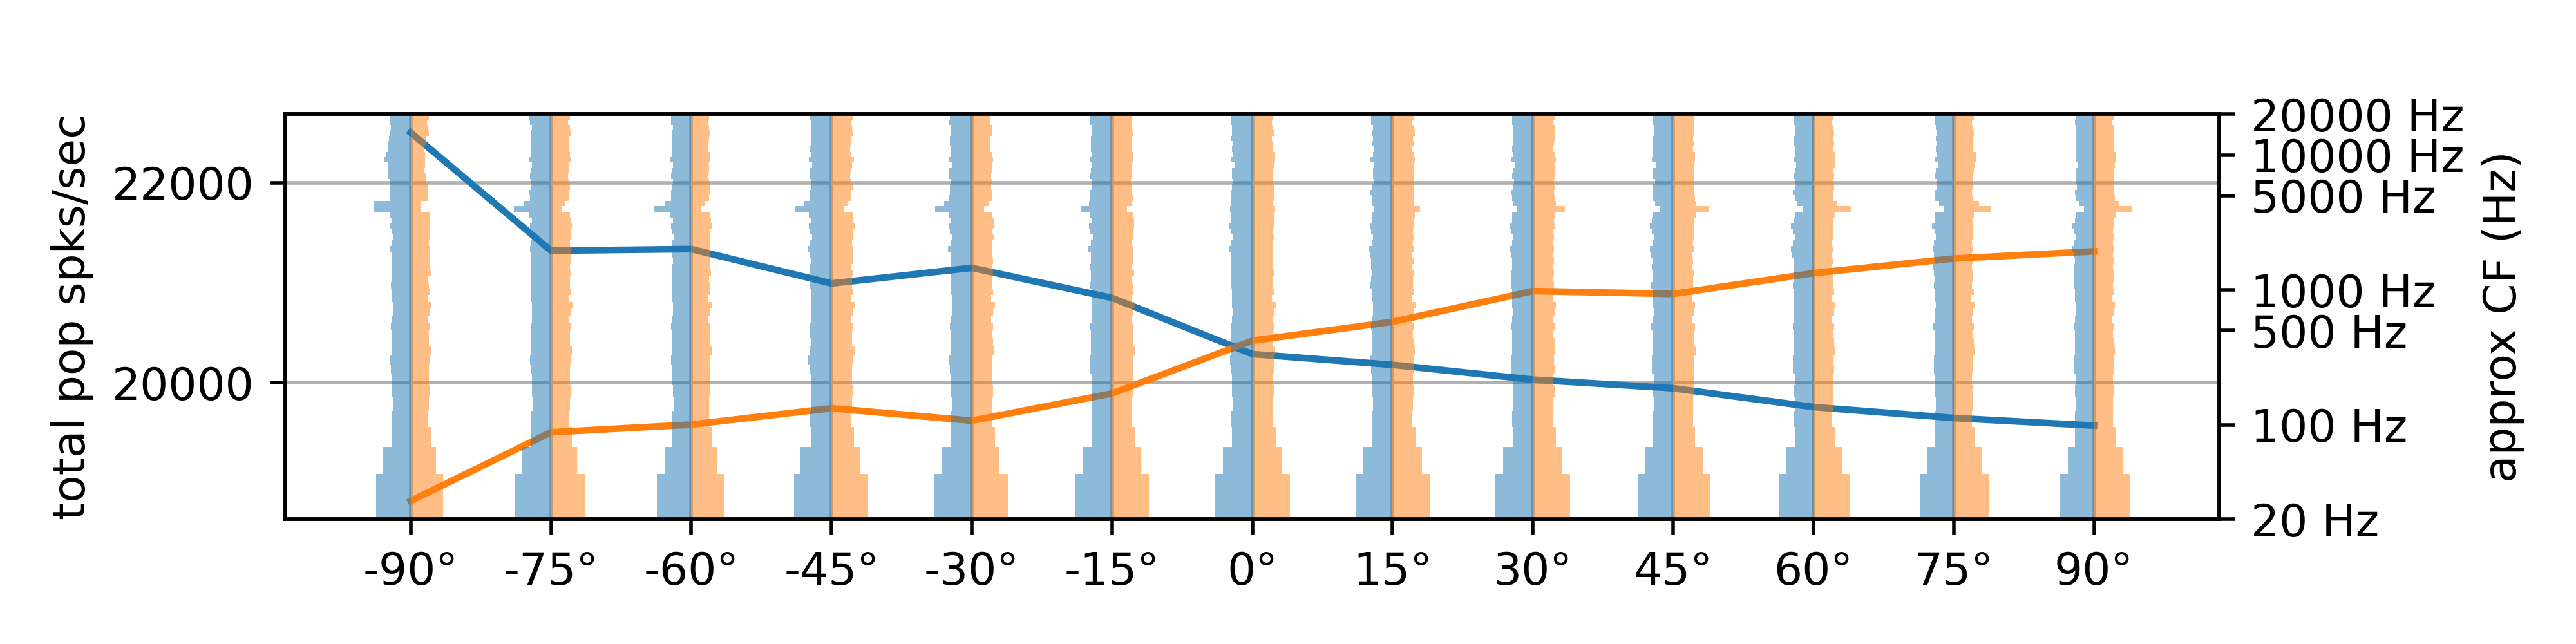 total pop spks/sec
22000
20000
20000 Hz
10000 Hz
5000 Hz
1000 Hz
500 Hz
100 Hz
20 Hz
approx CF (Hz)
-90° -75° -60° -45° -30° -15° 0° 15° 30° 45° 60° 75° 90°